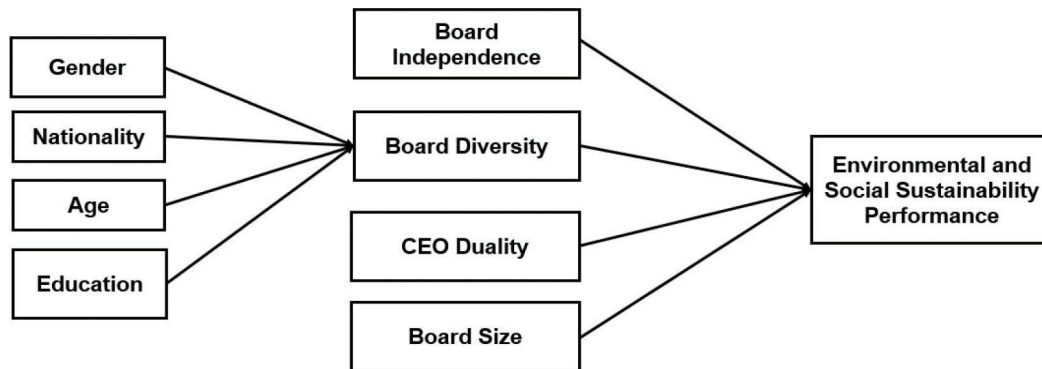 Gender
Nationality
Age
Education
Board
Independence
Board Diversity
CEO Duality
Board Size
Environmental and
Social Sustainability
Performance